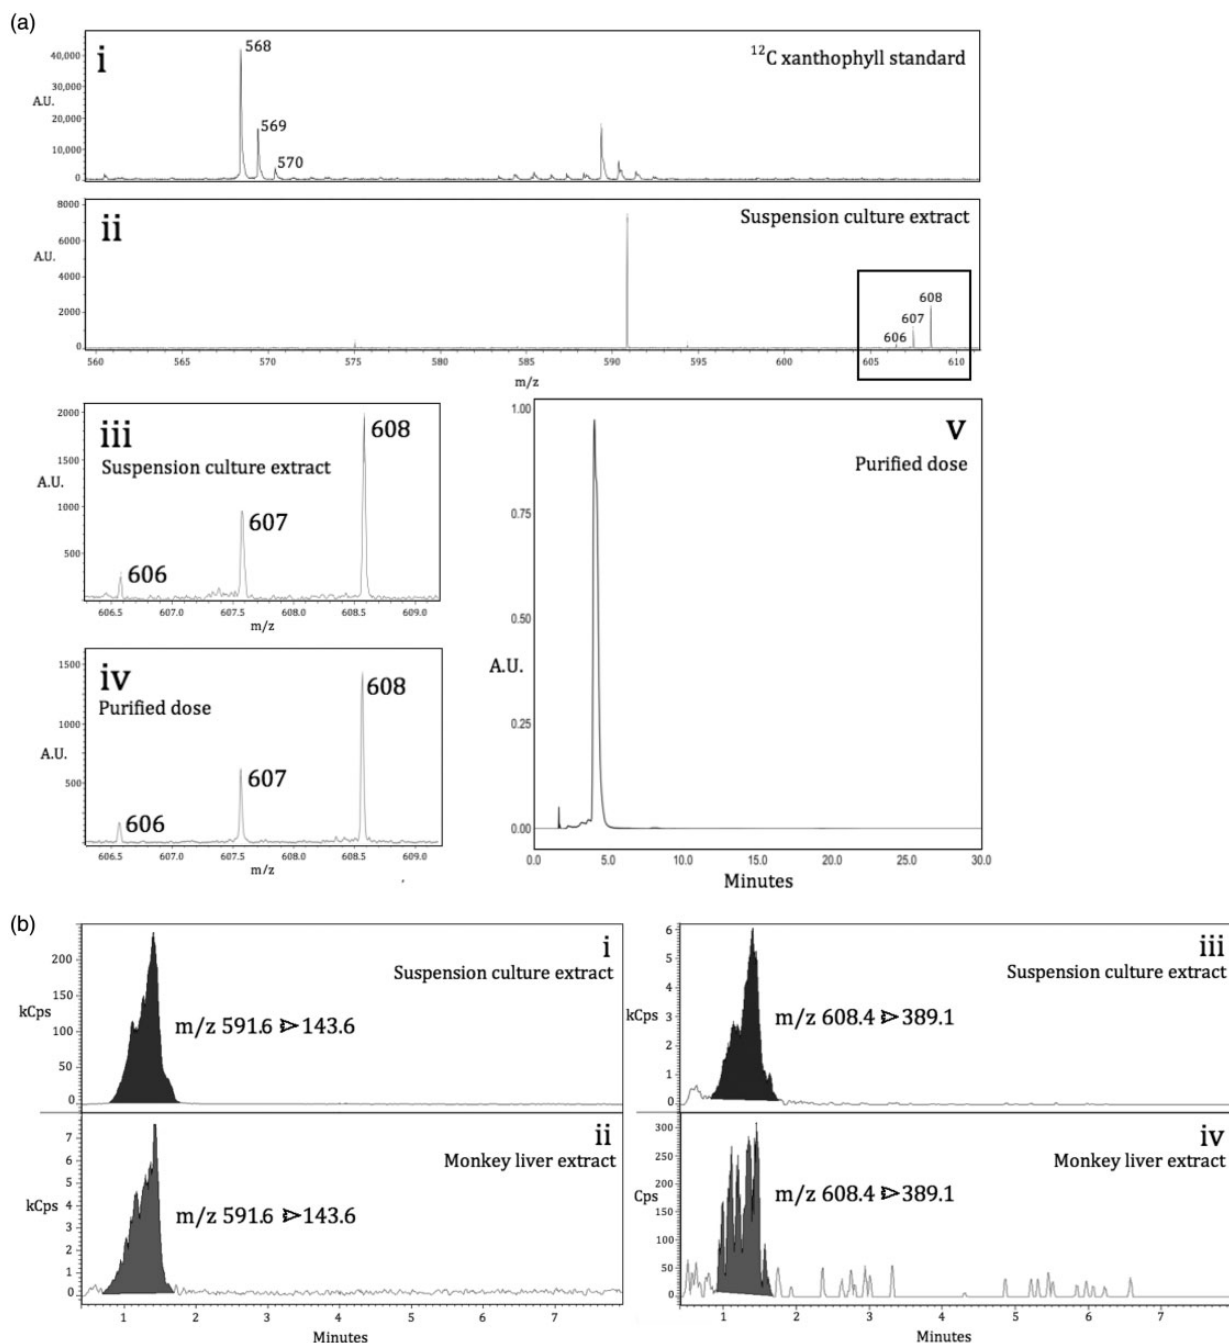 (a)
i
¹²C xanthophyll standard
A.U.
40,000
30,000
20,000
10,000
0
568
569
570
ii
Suspension culture extract
A.U.
8000
6000
4000
2000
0
606
607
608
560 565 570 575 580 585 590 595 600 605 610
m/z
iii
Suspension culture extract
A.U.
2000
1500
1000
500
606
607
608
606.5 607.0 607.5 608.0 608.5 609.0
m/z
iv
Purified dose
A.U.
1500
1000
500
606
607
608
606.5 607.0 607.5 608.0 608.5 609.0
m/z
v
Purified dose
A.U.
1.00
0.75
0.50
0.25
0.00
0.0 5.0 10.0 15.0 20.0 25.0 30.0
Minutes
(b)
i
Suspension culture extract
kCps
200
150
100
50
0
m/z 591.6 ⊳ 143.6
ii
Monkey liver extract
kCps
7
6
5
4
3
2
1
0
m/z 591.6 ⊳ 143.6
1 2 3 4 5 6 7
Minutes
iii
Suspension culture extract
kCps
6
5
4
3
2
1
0
m/z 608.4 ⊳ 389.1
iv
Monkey liver extract
Cps
300
250
200
150
100
50
0
m/z 608.4 ⊳ 389.1
1 2 3 4 5 6 7
Minutes